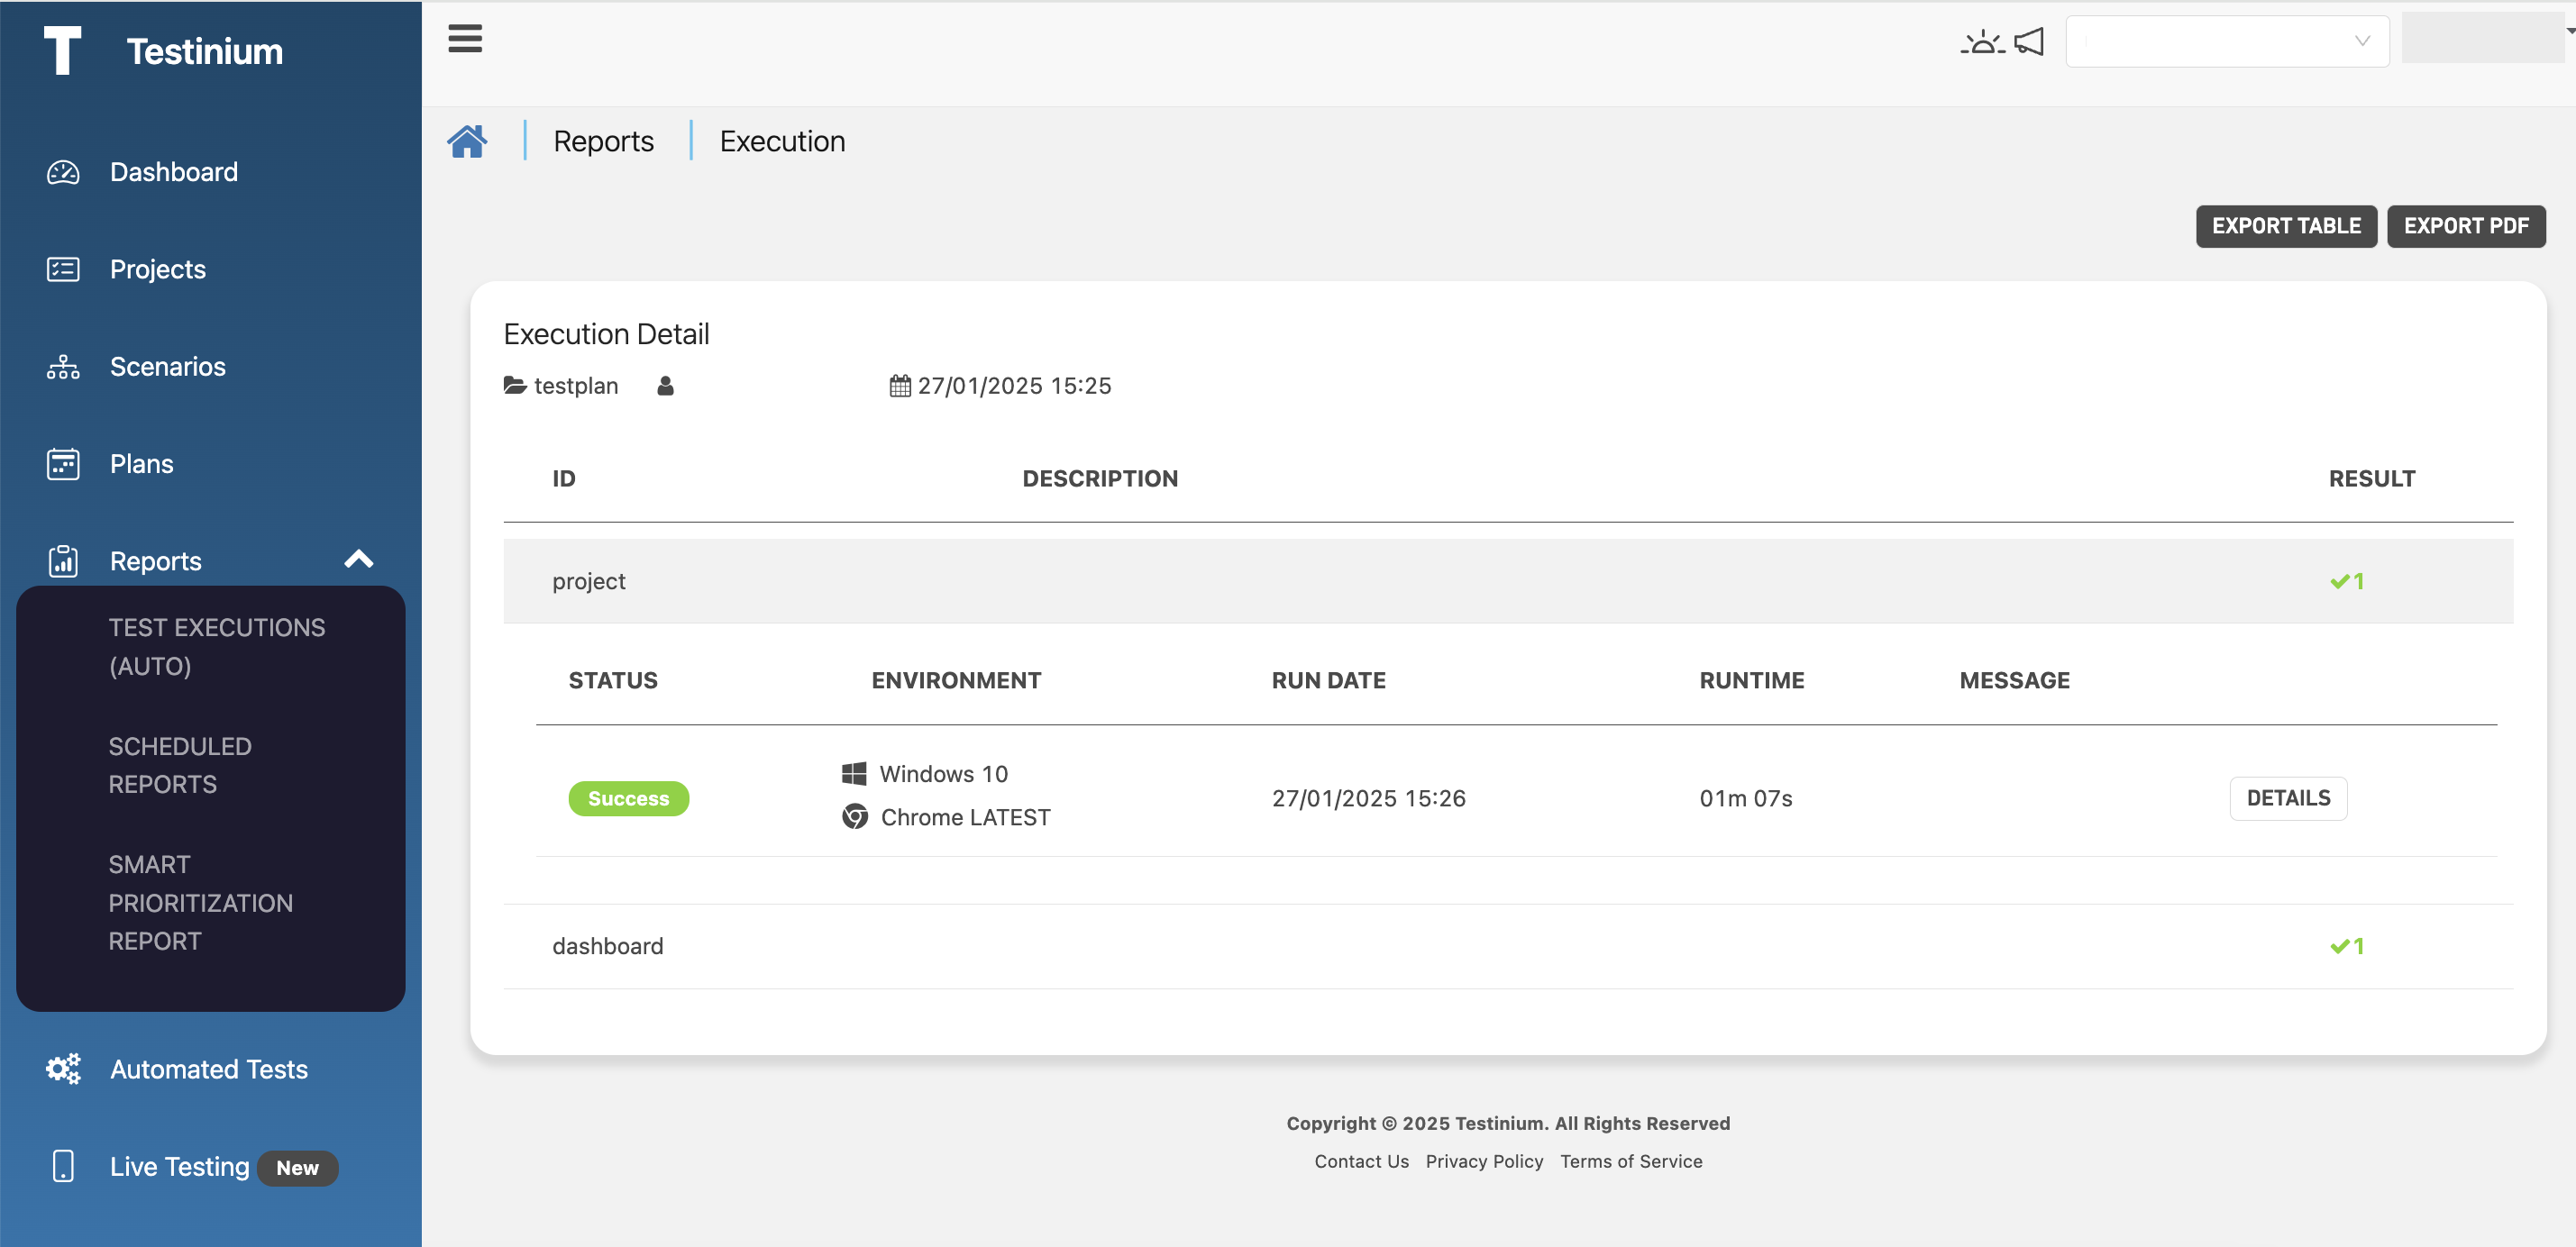 Testinium
Dashboard
Projects
Scenarios
Plans
Reports
TEST EXECUTIONS
(AUTO)
SCHEDULED
REPORTS
SMART
PRIORITIZATION
REPORT
Automated Tests
Live Testing New
Reports Execution
EXPORT TABLE EXPORT PDF
Execution Detail
testplan 27/01/2025 15:25
ID DESCRIPTION RESULT
project 1
STATUS ENVIRONMENT RUN DATE RUNTIME MESSAGE
Success Windows 10 27/01/2025 15:26 01m 07s DETAILS
Chrome LATEST
dashboard 1
Copyright © 2025 Testinium. All Rights Reserved
Contact Us Privacy Policy Terms of Service